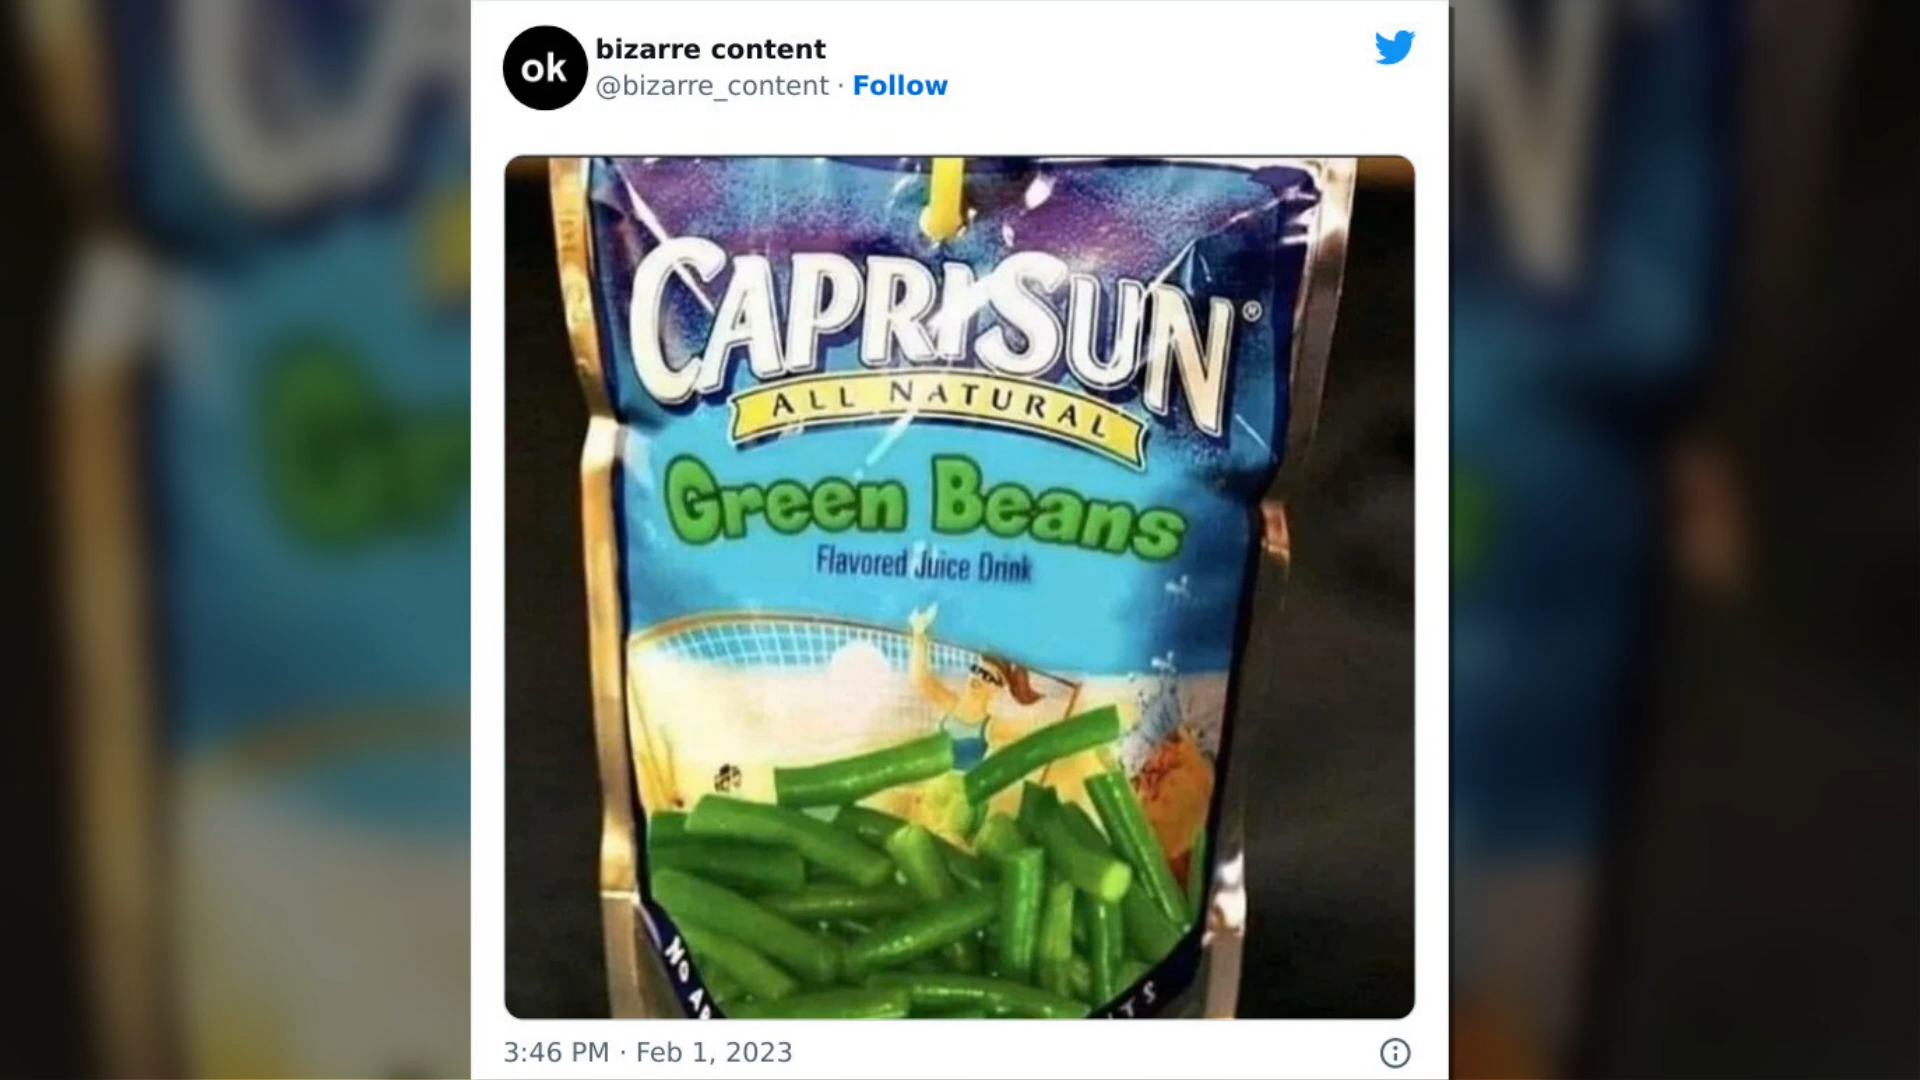 ok
bizarre content
@bizarre_content · Follow
CAPRISUN®
ALL NATURAL
Green Beans
Flavored Juice Drink
NO
3:46 PM · Feb 1, 2023